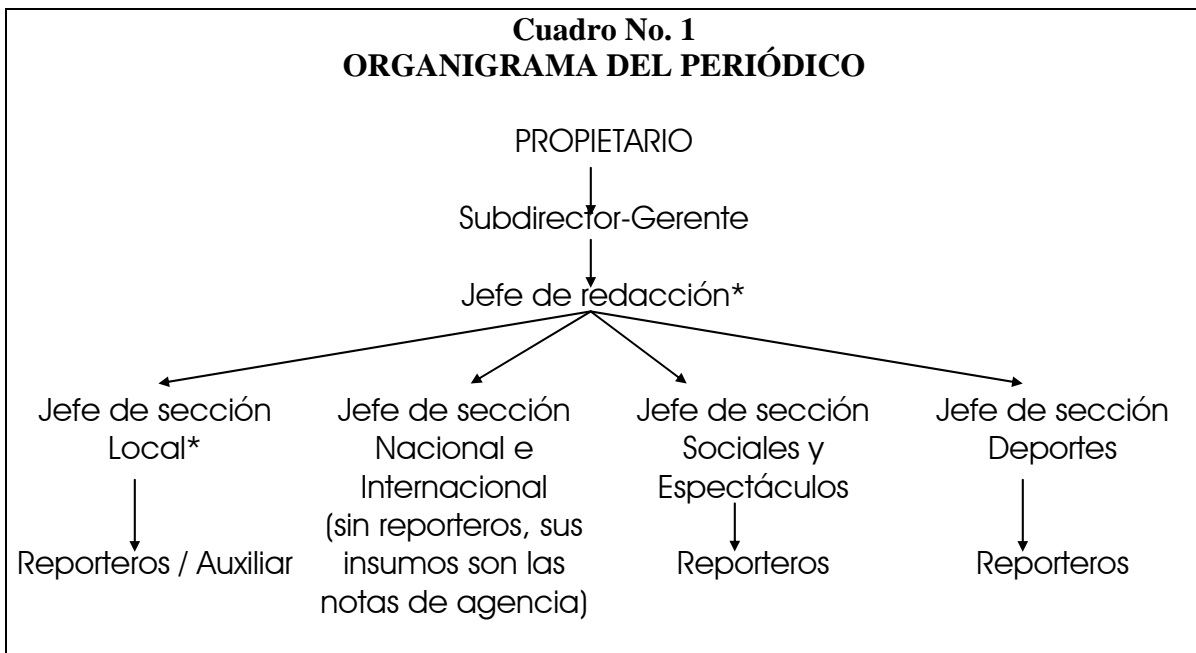 Cuadro No. 1
ORGANIGRAMA DEL PERIÓDICO
PROPIETARIO
Subdirector-Gerente
Jefe de redacción*
Jefe de sección
Local*
Reporteros / Auxiliar
Jefe de sección
Nacional e
Internacional
(sin reporteros, sus
insumos son las
notas de agencia)
Jefe de sección
Sociales y
Espectáculos
Reporteros
Jefe de sección
Deportes
Reporteros